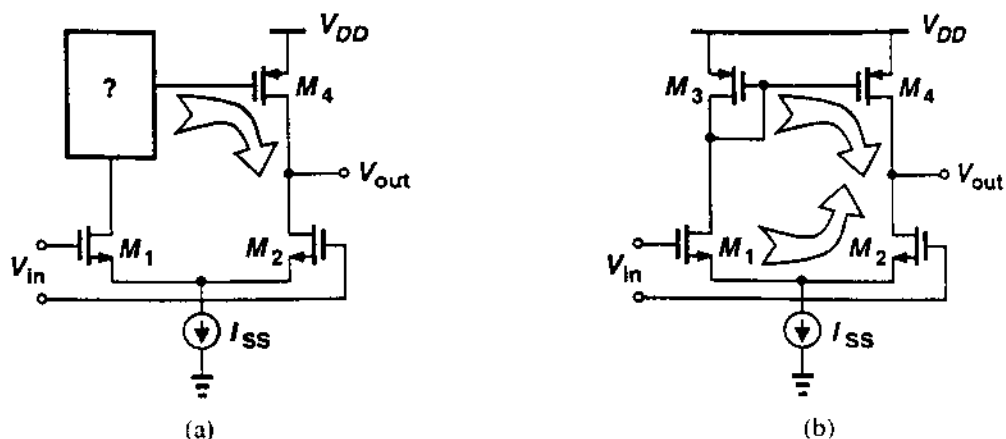 V_DD
?
M_4
V_out
M_1
M_2
V_in
I_SS
(a)
V_DD
M_3
M_4
V_out
M_1
M_2
V_in
I_SS
(b)